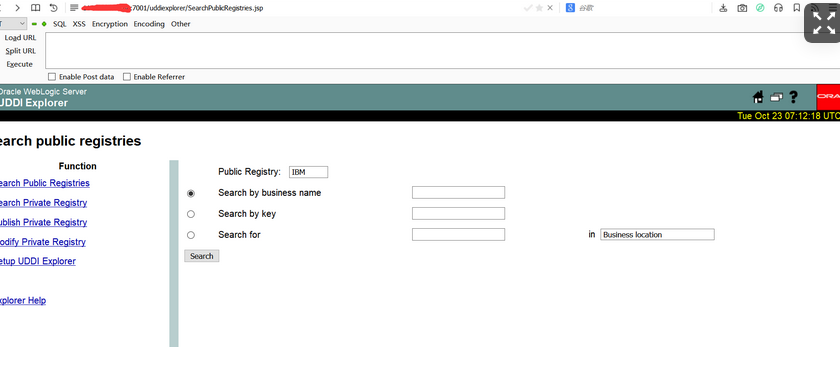 :7001/uddiexplorer/SearchPublicRegistries.jsp
谷歌
T SQL XSS Encryption Encoding Other
Load URL
Split URL
Execute
Enable Post data Enable Referrer
Oracle WebLogic Server
UDDI Explorer
?
ORA
Tue Oct 23 07:12:18 UTC
earch public registries
Function
earch Public Registries
earch Private Registry
ublish Private Registry
odify Private Registry
etup UDDI Explorer
xplorer Help
Public Registry: IBM
Search by business name
Search by key
Search for in Business location
Search